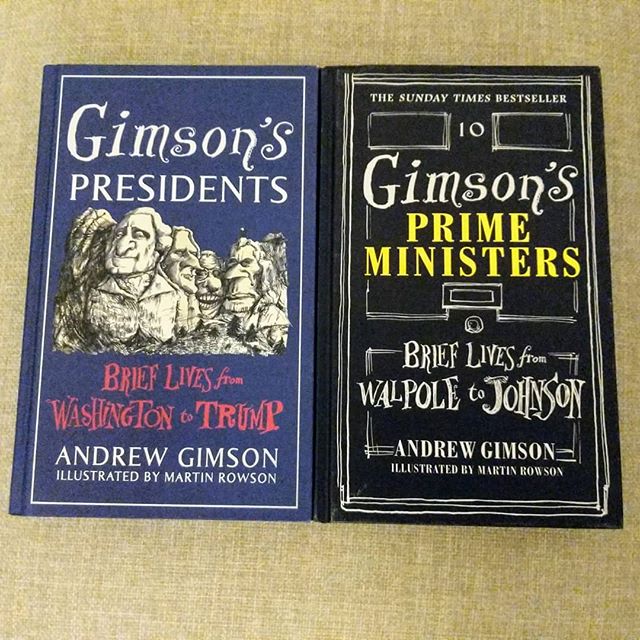 Gimson's
PRESIDENTS
BRIEF LIVES from
WASHINGTON to TRUMP
ANDREW GIMSON
ILLUSTRATED BY MARTIN ROWSON
THE SUNDAY TIMES BESTSELLER
10
Gimson's
PRIME
MINISTERS
BRIEF LIVES from
WALPOLE to JOHNSON
ANDREW GIMSON
ILLUSTRATED BY MARTIN ROWSON